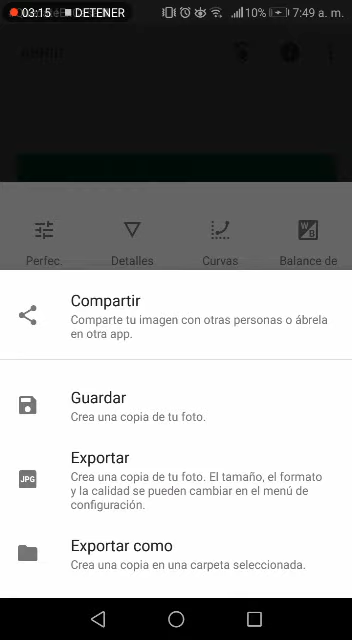 03:15 DETENER 10% 7:49 a. m.
Perfec. Detalles Curvas Balance de
Compartir
Comparte tu imagen con otras personas o ábrela
en otra app.
Guardar
Crea una copia de tu foto.
JPG
Exportar
Crea una copia de tu foto. El tamaño, el formato
y la calidad se pueden cambiar en el menú de
configuración.
Exportar como
Crea una copia en una carpeta seleccionada.